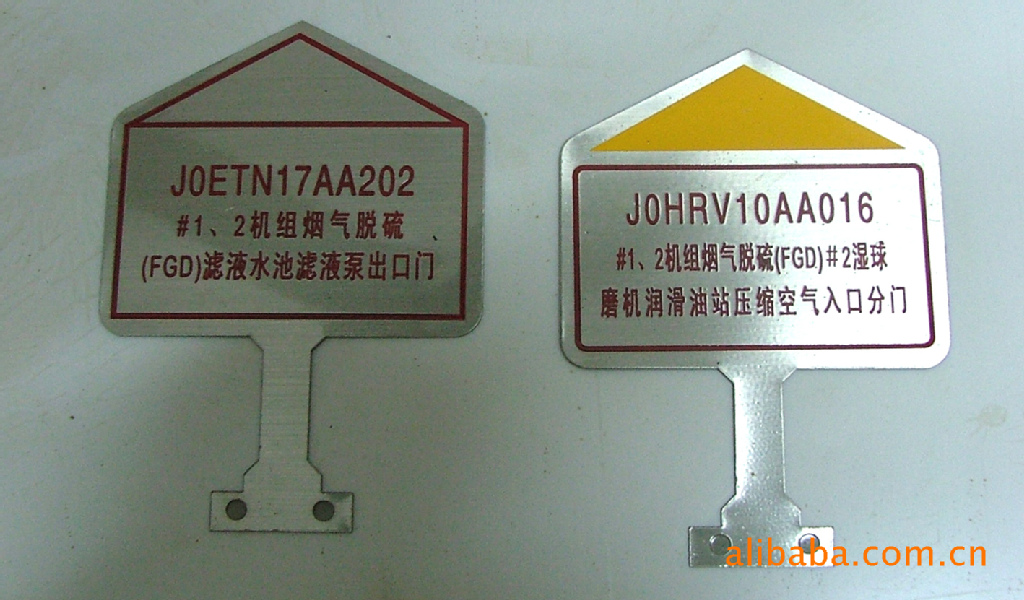 J0ETN17AA202
#1、2机组烟气脱硫
(FGD)滤液水池滤液泵出口门
J0HRV10AA016
#1、2机组烟气脱硫(FGD)#2湿球
磨机润滑油站压缩空气入口分门
alibaba.com.cn